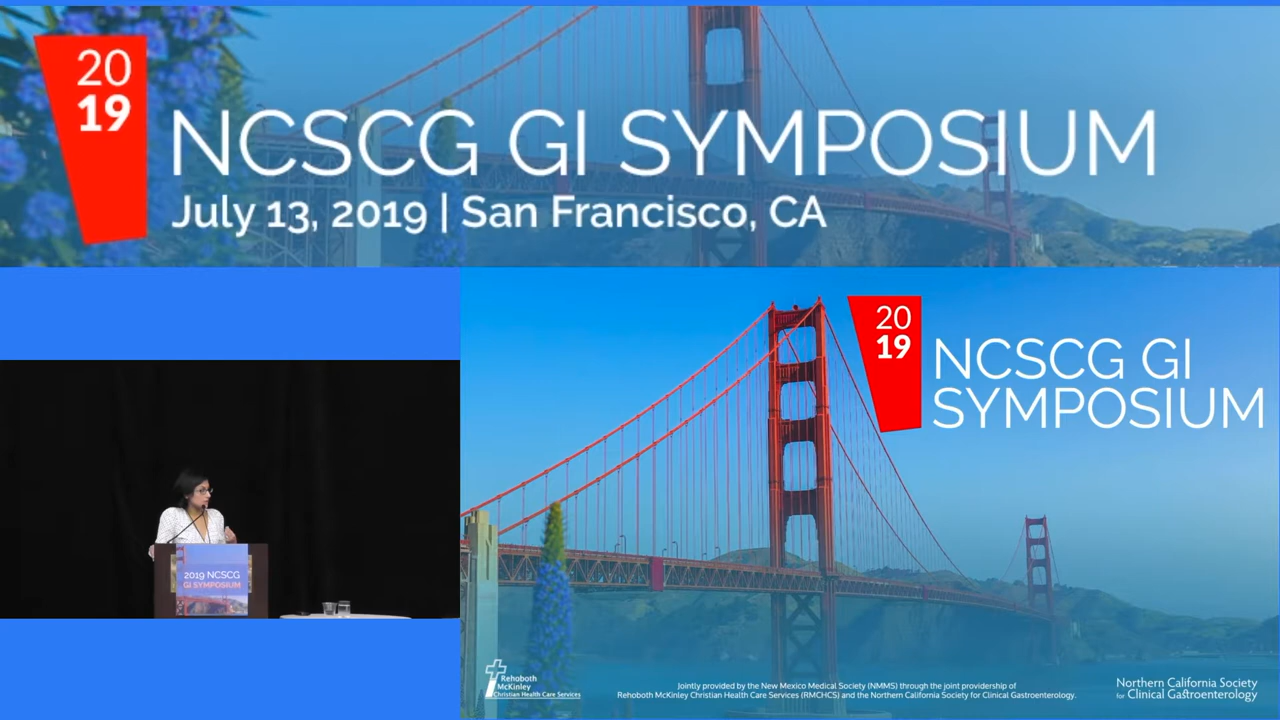 20
19
NCSCG GI SYMPOSIUM
July 13, 2019 | San Francisco, CA
20
19
NCSCG GI
SYMPOSIUM
2019 NCSCG
GI SYMPOSIUM
Rehoboth
McKinley
Christian Health Care Services
Jointly provided by the New Mexico Medical Society (NMMS) through the joint providership of
Rehoboth McKinley Christian Health Care Services (RMCHCS) and the Northern California Society for Clinical Gastroenterology.
Northern California Society
for Clinical Gastroenterology